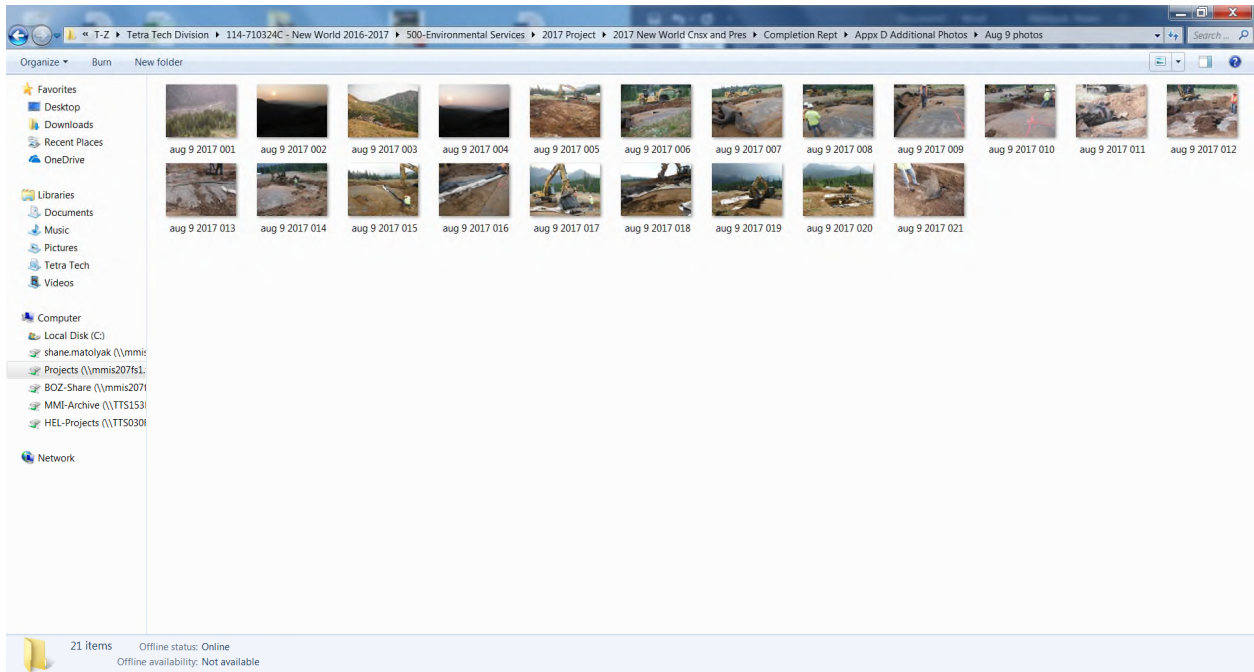 « T-Z ▸ Tetra Tech Division ▸ 114-710324C - New World 2016-2017 ▸ 500-Environmental Services ▸ 2017 Project ▸ 2017 New World Cnsx and Pres ▸ Completion Rept ▸ Appx D Additional Photos ▸ Aug 9 photos
Search ...
Organize Burn New folder
Favorites
Desktop
Downloads
Recent Places
OneDrive
Libraries
Documents
Music
Pictures
Tetra Tech
Videos
Computer
Local Disk (C:)
shane.matolyak (\\mmis
Projects (\\mmis207fs1.
BOZ-Share (\\mmis207f
MMI-Archive (\\TTS153
HEL-Projects (\\TTS030
Network
aug 9 2017 001 aug 9 2017 002 aug 9 2017 003 aug 9 2017 004 aug 9 2017 005 aug 9 2017 006 aug 9 2017 007 aug 9 2017 008 aug 9 2017 009 aug 9 2017 010 aug 9 2017 011 aug 9 2017 012
aug 9 2017 013 aug 9 2017 014 aug 9 2017 015 aug 9 2017 016 aug 9 2017 017 aug 9 2017 018 aug 9 2017 019 aug 9 2017 020 aug 9 2017 021
21 items Offline status: Online
Offline availability: Not available